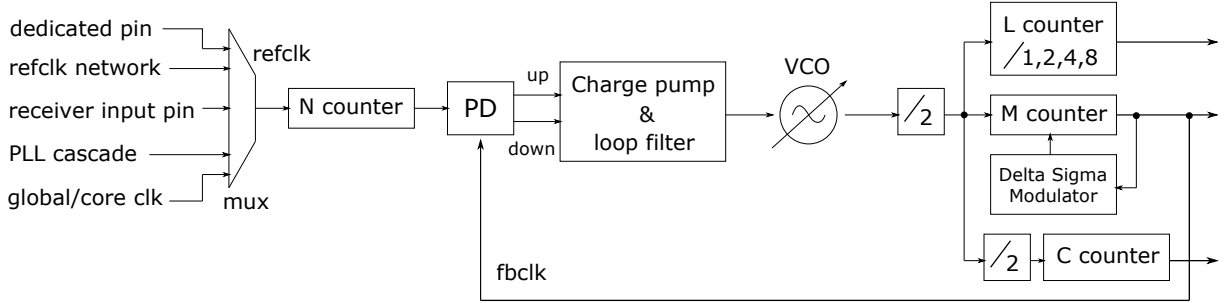 dedicated pin
refclk network
receiver input pin
PLL cascade
global/core clk
refclk
mux
N counter
PD
up
down
Charge pump
&
loop filter
VCO
/2
L counter
/1,2,4,8
M counter
Delta Sigma
Modulator
/2
C counter
fbclk